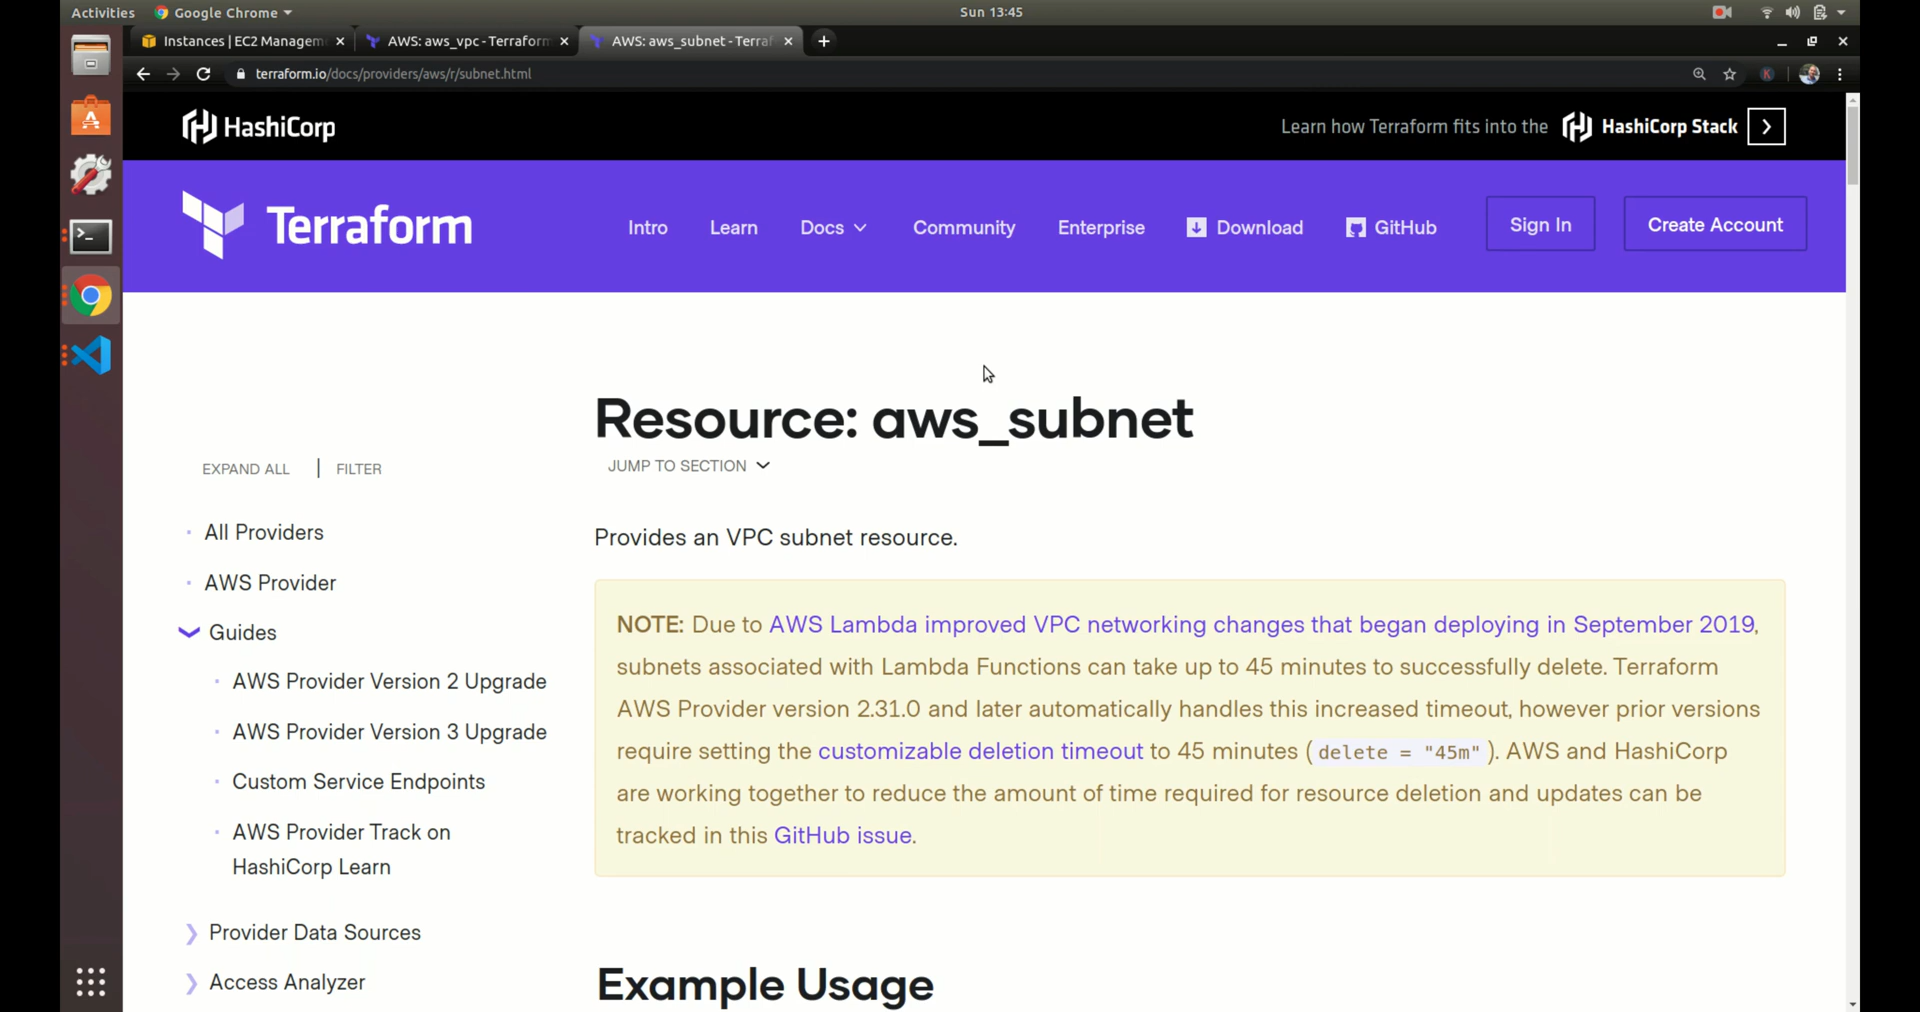 Activities
Google Chrome
Sun 13:45
Instances | EC2 Managem
AWS: aws_vpc - Terraform
AWS: aws_subnet - Terraf
terraform.io/docs/providers/aws/r/subnet.html
K
HashiCorp
Learn how Terraform fits into the HashiCorp Stack
Terraform
Intro
Learn
Docs
Community
Enterprise
Download
GitHub
Sign In
Create Account
Resource: aws_subnet
JUMP TO SECTION
EXPAND ALL | FILTER
All Providers
AWS Provider
Guides
AWS Provider Version 2 Upgrade
AWS Provider Version 3 Upgrade
Custom Service Endpoints
AWS Provider Track on
HashiCorp Learn
Provider Data Sources
Access Analyzer
Provides an VPC subnet resource.
NOTE: Due to AWS Lambda improved VPC networking changes that began deploying in September 2019,
subnets associated with Lambda Functions can take up to 45 minutes to successfully delete. Terraform
AWS Provider version 2.31.0 and later automatically handles this increased timeout, however prior versions
require setting the customizable deletion timeout to 45 minutes ( delete = "45m" ). AWS and HashiCorp
are working together to reduce the amount of time required for resource deletion and updates can be
tracked in this GitHub issue.
Example Usage